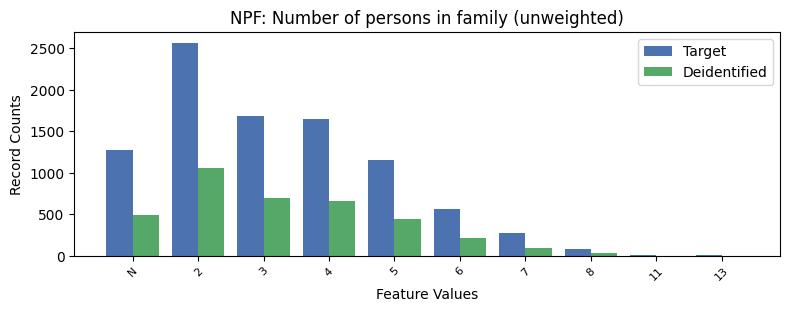 NPF: Number of persons in family (unweighted)
Target
Deidentified
Record Counts
2500
2000
1500
1000
500
0
N
2
3
4
5
6
7
8
11
13
Feature Values